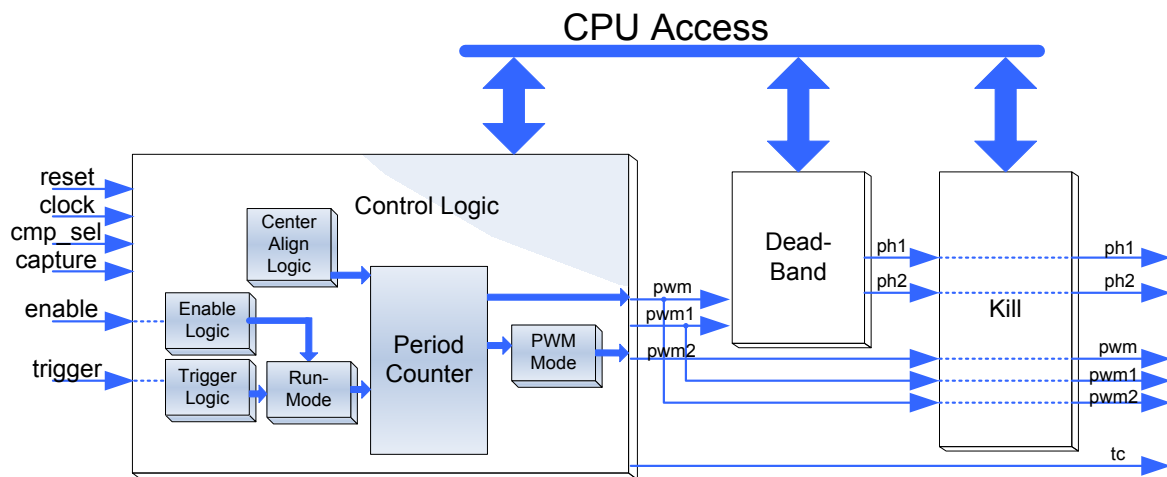 CPU Access
reset
clock
cmp_sel
capture
enable
trigger
Control Logic
Center
Align
Logic
Enable
Logic
Trigger
Logic
Run-
Mode
Period
Counter
PWM
Mode
pwm
pwm1
pwm2
Dead-
Band
ph1
ph2
Kill
ph1
ph2
pwm
pwm1
pwm2
tc